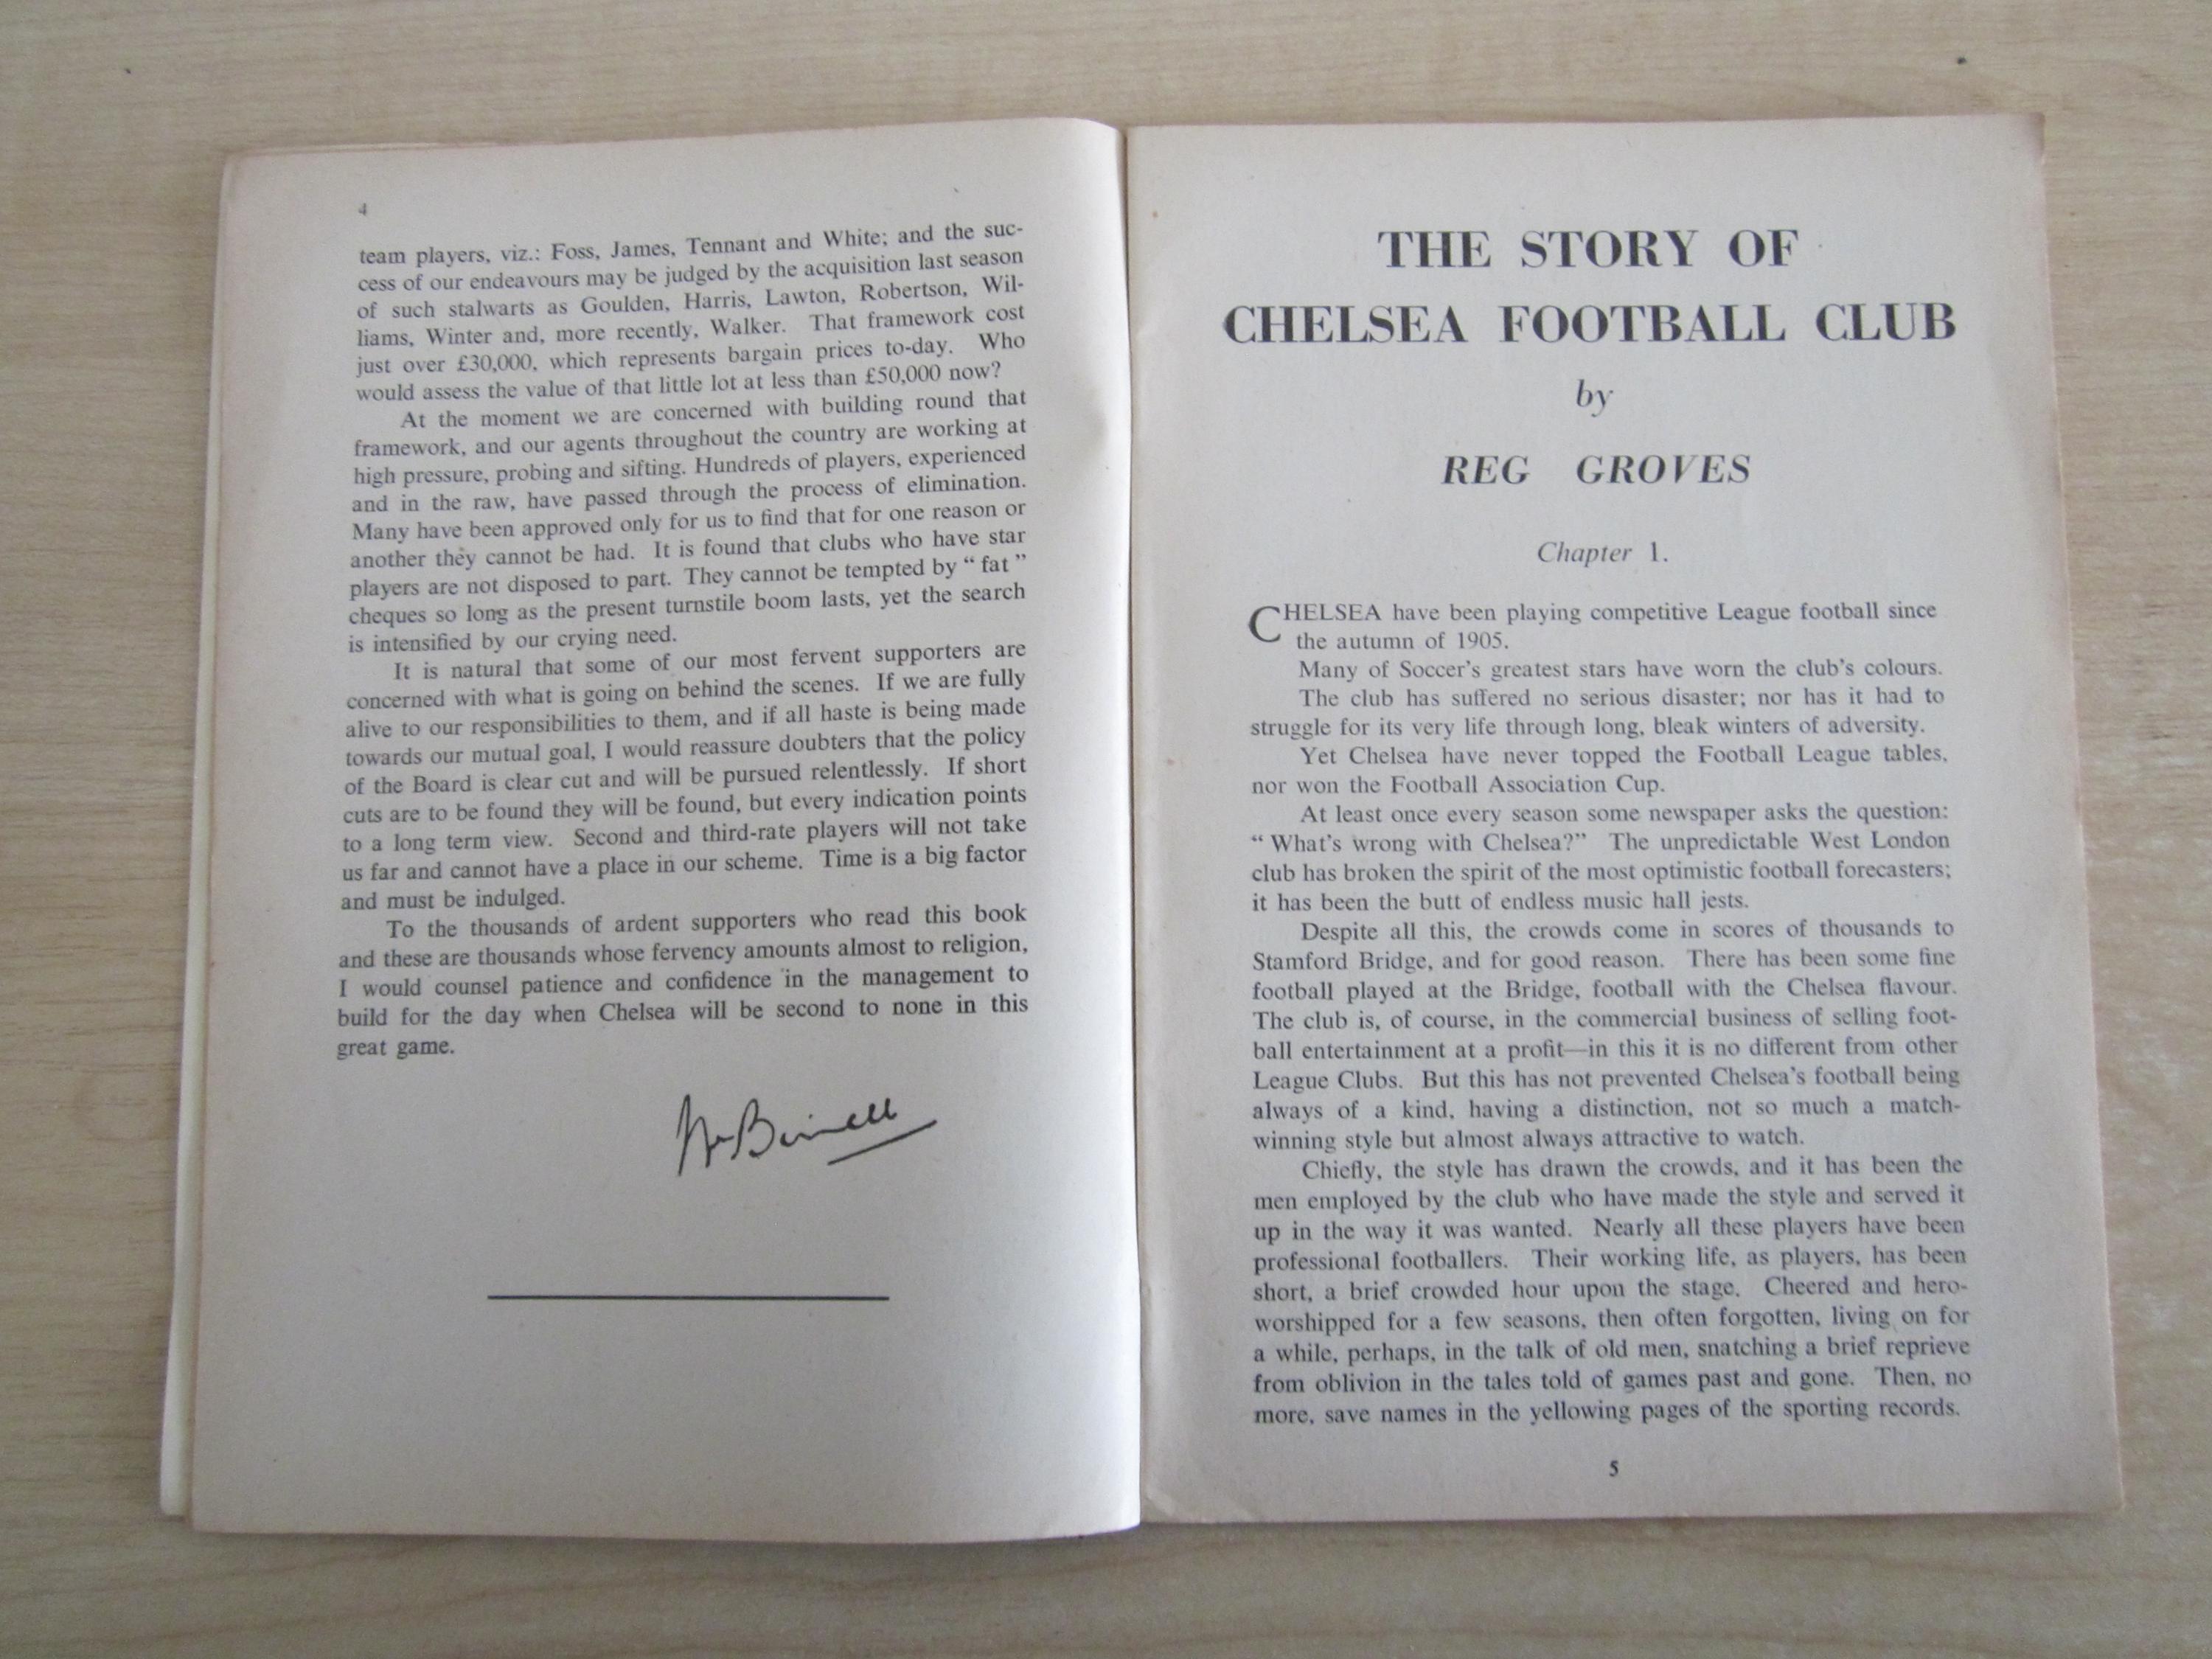 4
team players, viz.: Foss, James, Tennant and White; and the suc-
cess of our endeavours may be judged by the acquisition last season
of such stalwarts as Goulden, Harris, Lawton, Robertson, Wil-
liams, Winter and, more recently, Walker. That framework cost
just over £30,000, which represents bargain prices to-day. Who
would assess the value of that little lot at less than £50,000 now?
At the moment we are concerned with building round that
framework, and our agents throughout the country are working at
high pressure, probing and sifting. Hundreds of players, experienced
and in the raw, have passed through the process of elimination.
Many have been approved only for us to find that for one reason or
another they cannot be had. It is found that clubs who have star
players are not disposed to part. They cannot be tempted by “ fat ”
cheques so long as the present turnstile boom lasts, yet the search
is intensified by our crying need.
It is natural that some of our most fervent supporters are
concerned with what is going on behind the scenes. If we are fully
alive to our responsibilities to them, and if all haste is being made
towards our mutual goal, I would reassure doubters that the policy
of the Board is clear cut and will be pursued relentlessly. If short
cuts are to be found they will be found, but every indication points
to a long term view. Second and third-rate players will not take
us far and cannot have a place in our scheme. Time is a big factor
and must be indulged.
To the thousands of ardent supporters who read this book
and these are thousands whose fervency amounts almost to religion,
I would counsel patience and confidence in the management to
build for the day when Chelsea will be second to none in this
great game.
THE STORY OF
CHELSEA FOOTBALL CLUB
by
REG GROVES
Chapter 1.
CHELSEA have been playing competitive League football since
the autumn of 1905.
Many of Soccer's greatest stars have worn the club's colours.
The club has suffered no serious disaster; nor has it had to
struggle for its very life through long, bleak winters of adversity.
Yet Chelsea have never topped the Football League tables,
nor won the Football Association Cup.
At least once every season some newspaper asks the question:
“ What's wrong with Chelsea?” The unpredictable West London
club has broken the spirit of the most optimistic football forecasters;
it has been the butt of endless music hall jests.
Despite all this, the crowds come in scores of thousands to
Stamford Bridge, and for good reason. There has been some fine
football played at the Bridge, football with the Chelsea flavour.
The club is, of course, in the commercial business of selling foot-
ball entertainment at a profit—in this it is no different from other
League Clubs. But this has not prevented Chelsea's football being
always of a kind, having a distinction, not so much a match-
winning style but almost always attractive to watch.
Chiefly, the style has drawn the crowds, and it has been the
men employed by the club who have made the style and served it
up in the way it was wanted. Nearly all these players have been
professional footballers. Their working life, as players, has been
short, a brief crowded hour upon the stage. Cheered and hero-
worshipped for a few seasons, then often forgotten, living on for
a while, perhaps, in the talk of old men, snatching a brief reprieve
from oblivion in the tales told of games past and gone. Then, no
more, save names in the yellowing pages of the sporting records.
5